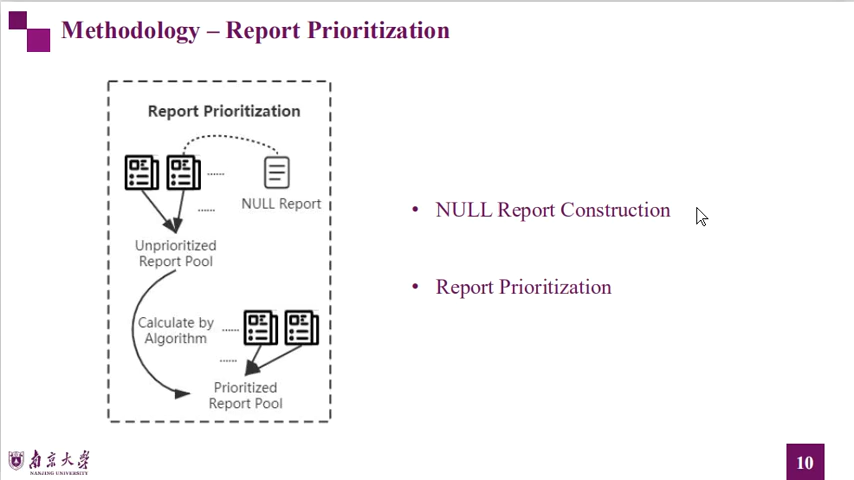 Methodology – Report Prioritization
Report Prioritization
......
NULL Report
......
Unprioritized
Report Pool
Calculate by
Algorithm
......
......
Prioritized
Report Pool
• NULL Report Construction
• Report Prioritization
南京大学
NANJING UNIVERSITY
10